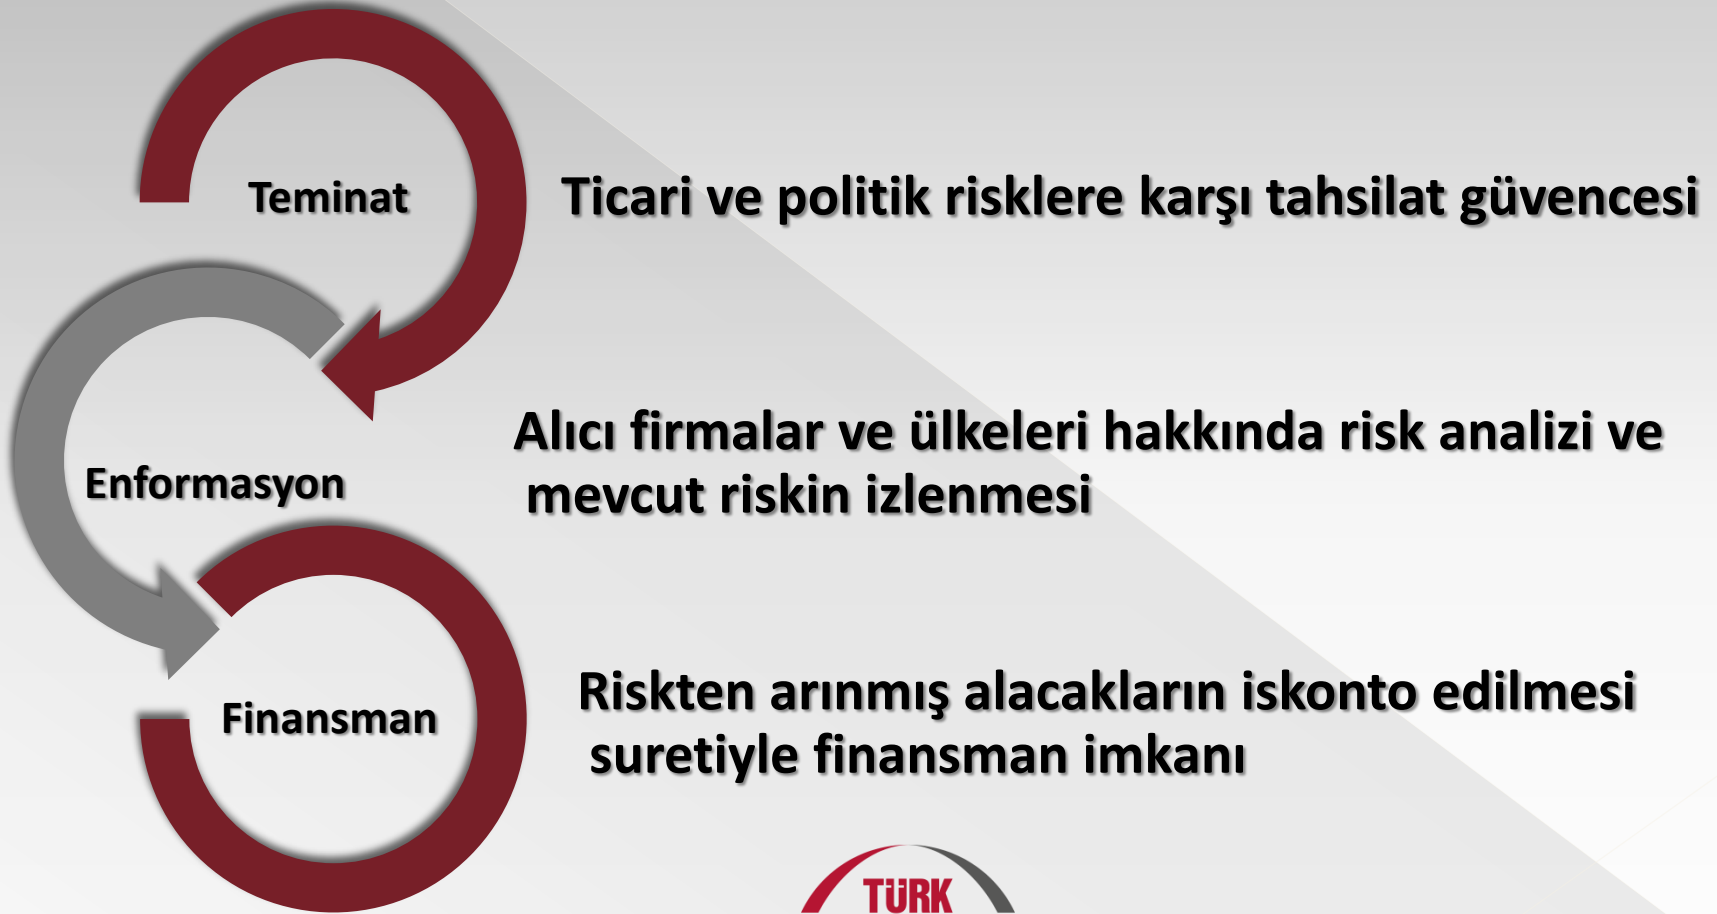 Teminat
Ticari ve politik risklere karşı tahsilat güvencesi
Enformasyon
Alıcı firmalar ve ülkeleri hakkında risk analizi ve
mevcut riskin izlenmesi
Finansman
Riskten arınmış alacakların iskonto edilmesi
suretiyle finansman imkanı
TÜRK